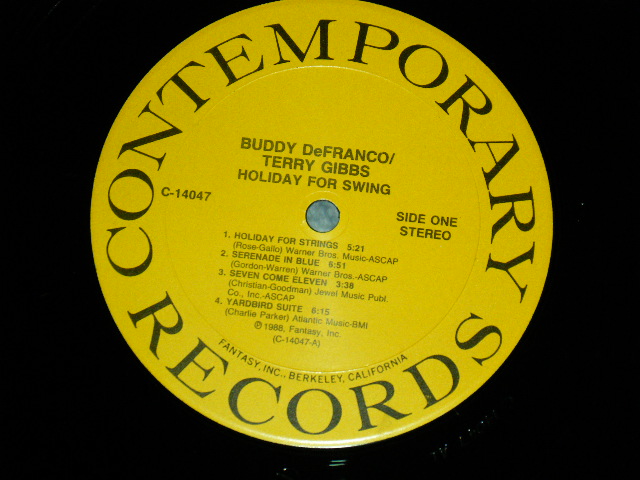 CONTEMPORARY RECORDS
BUDDY DeFRANCO/
TERRY GIBBS
HOLIDAY FOR SWING
C-14047
SIDE ONE
STEREO
1. HOLIDAY FOR STRINGS 5:21
(Rose-Gallo) Warner Bros. Music-ASCAP
2. SERENADE IN BLUE 6:51
(Gordon-Warren) Warner Bros.-ASCAP
3. SEVEN COME ELEVEN 3:38
(Christian-Goodman) Jewel Music Publ.
Co., Inc.-ASCAP
4. YARDBIRD SUITE 6:15
(Charlie Parker) Atlantic Music-BMI
℗ 1988, Fantasy, Inc.
(C-14047-A)
FANTASY, INC., BERKELEY, CALIFORNIA